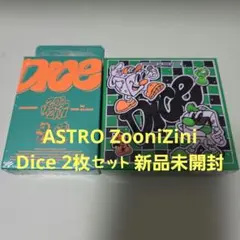 Dice
Dice
ASTRO ZooniZini
Dice 2枚ｾｯﾄ 新品未開封